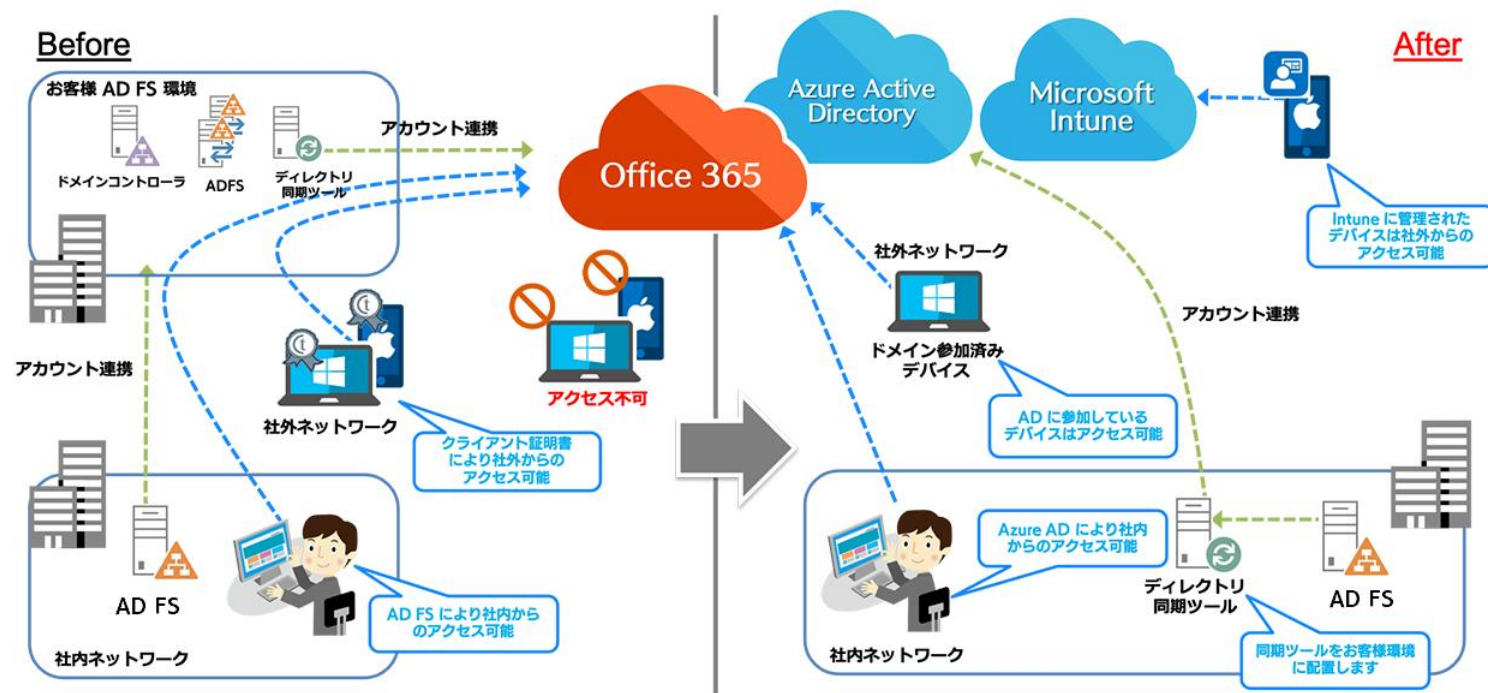 Before
お客様 AD FS 環境
ドメインコントローラ
ADFS
ディレクトリ
同期ツール
アカウント連携
アカウント連携
社外ネットワーク
クライアント証明書
により社外からの
アクセス可能
アクセス不可
AD FS
AD FS により社内から
のアクセス可能
社内ネットワーク
Office 365
After
Azure Active
Directory
Microsoft
Intune
Intune に管理された
デバイスは社外からの
アクセス可能
社外ネットワーク
ドメイン参加済み
デバイス
AD に参加している
デバイスはアクセス可能
アカウント連携
Azure AD により社内
からのアクセス可能
ディレクトリ
同期ツール
AD FS
同期ツールをお客様環境
に配置します
社内ネットワーク